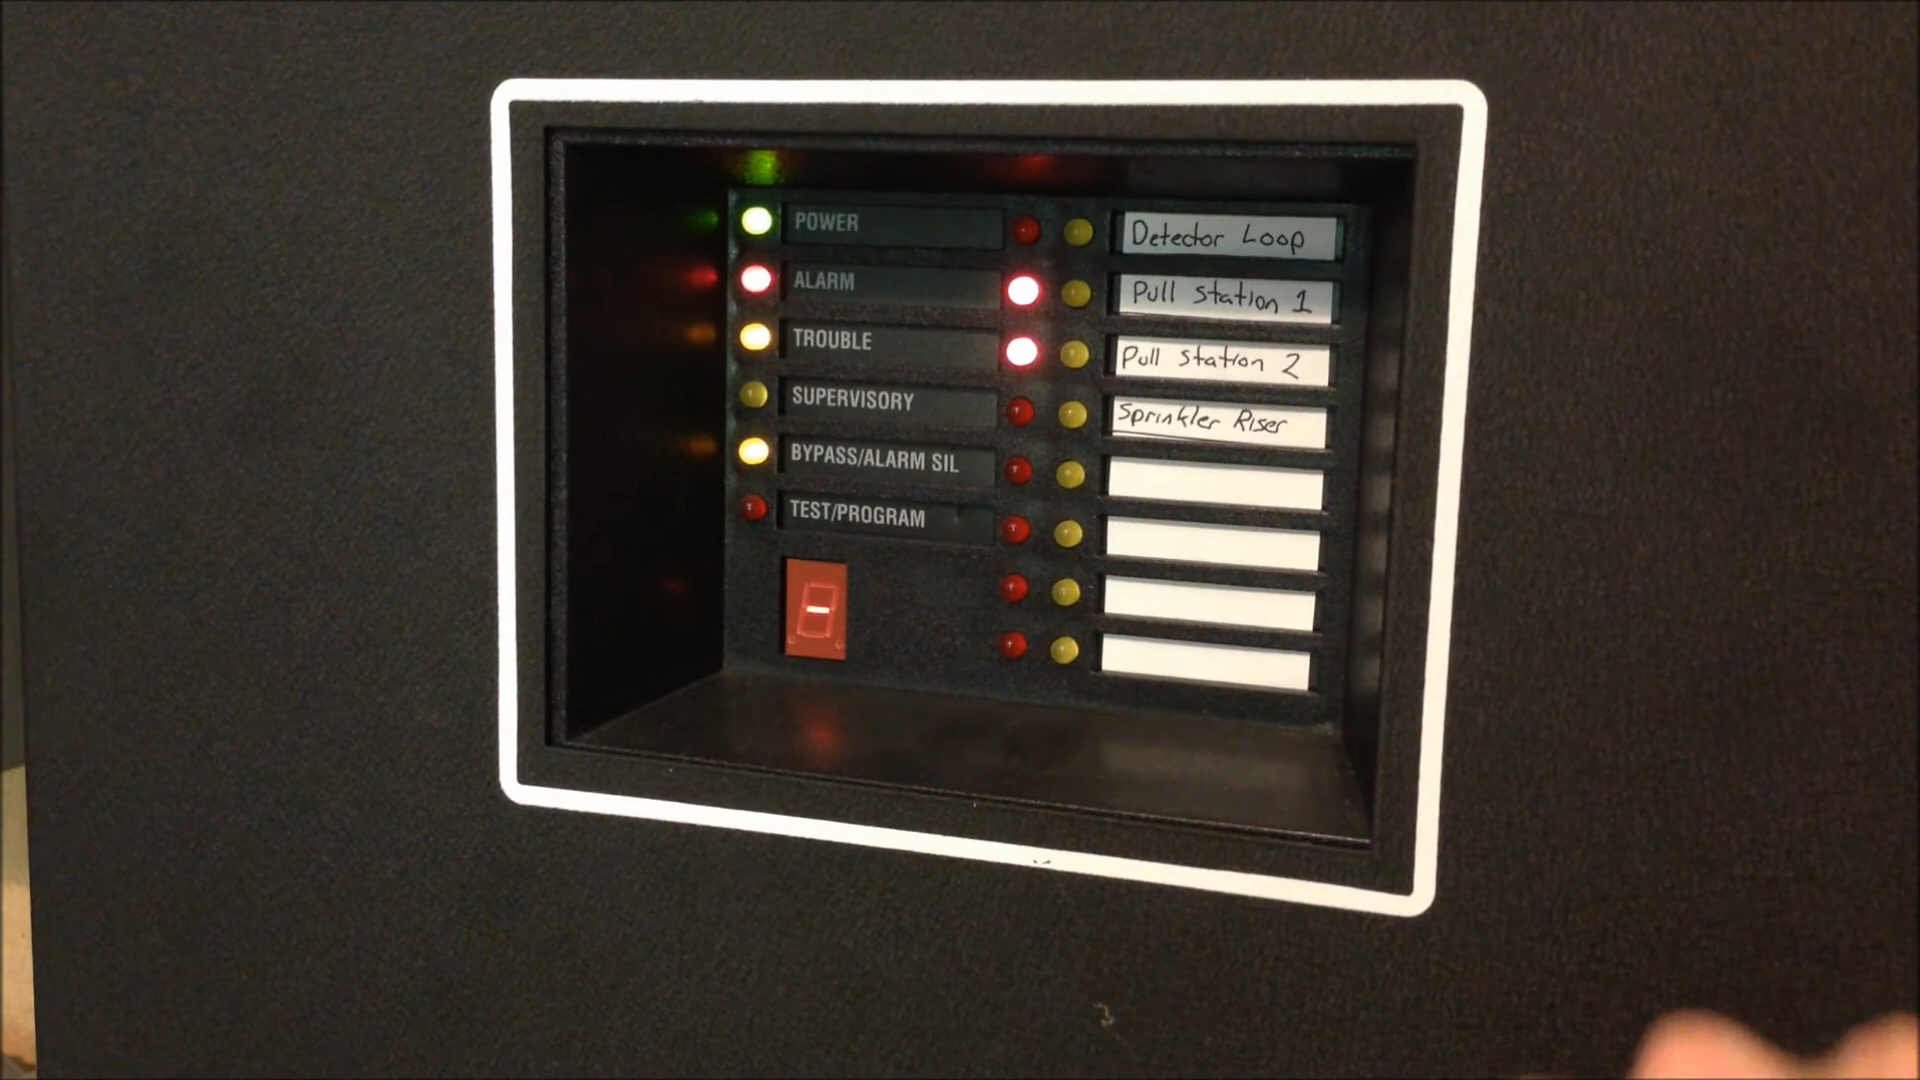 POWER
ALARM
TROUBLE
SUPERVISORY
BYPASS/ALARM SIL
TEST/PROGRAM
Detector Loop
Pull Station 1
Pull Station 2
Sprinkler Riser